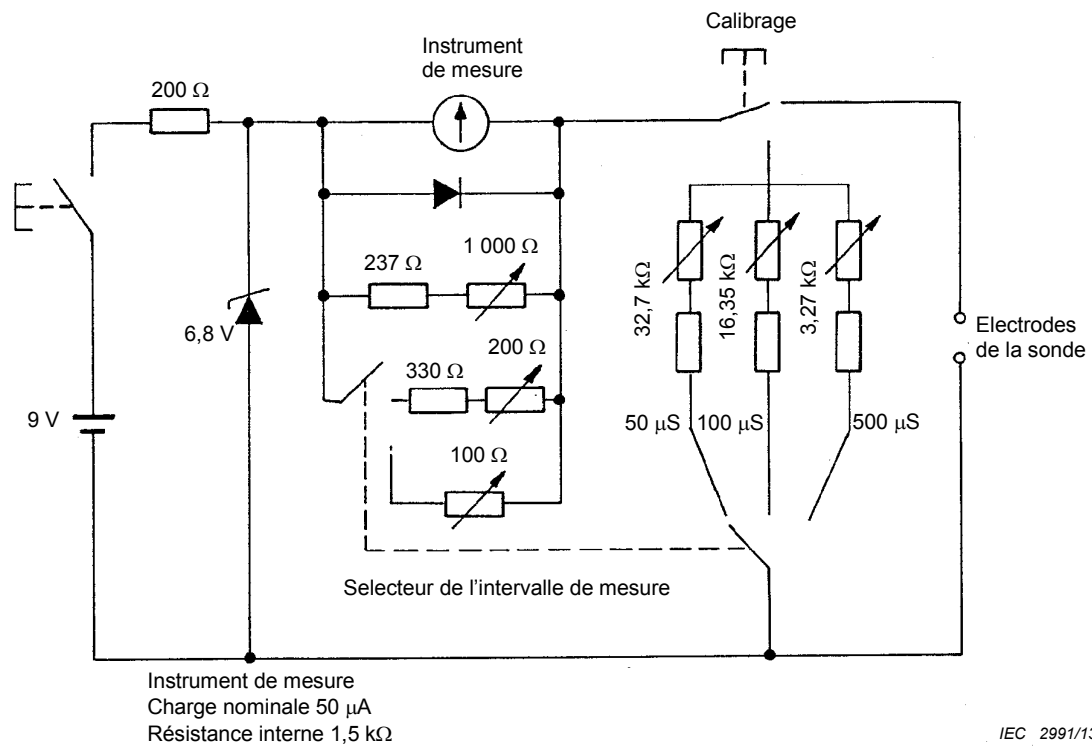 Calibrage
Instrument
de mesure
200 Ω
237 Ω
1 000 Ω
6,8 V
330 Ω
200 Ω
9 V
100 Ω
32,7 kΩ
16,35 kΩ
3,27 kΩ
50 μS
100 μS
500 μS
Electrodes
de la sonde
Selecteur de l'intervalle de mesure
Instrument de mesure
Charge nominale 50 μA
Résistance interne 1,5 kΩ
IEC 2991/13